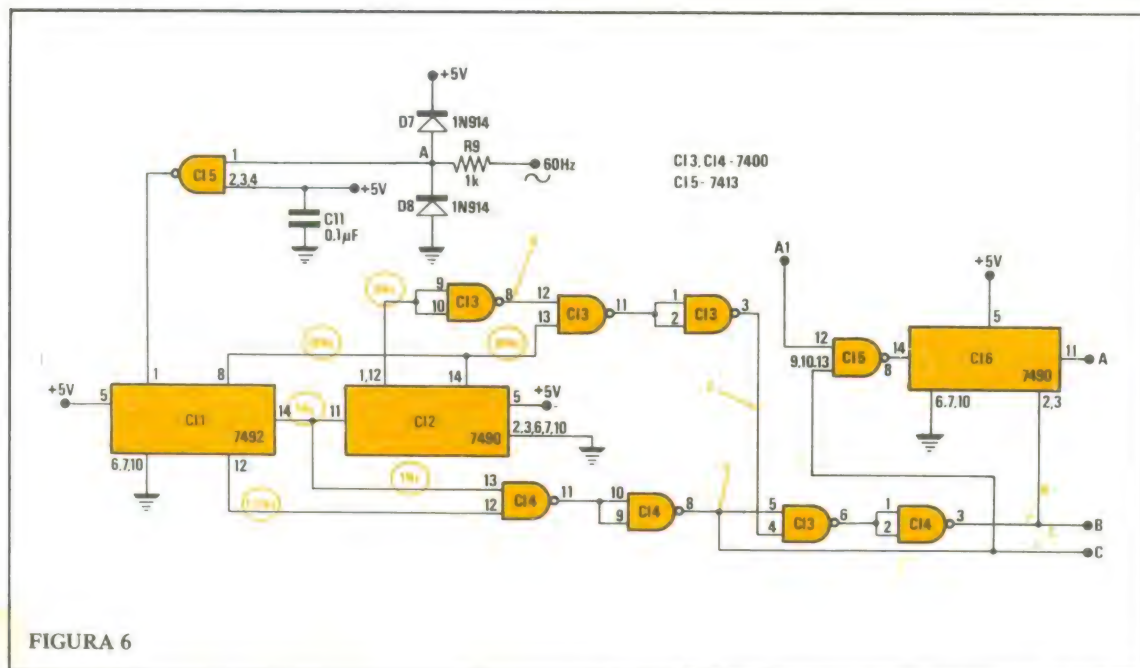 +5V
D7 1N914
A
R9
1k
60Hz
CI3, CI4 - 7400
CI5 - 7413
1
CI5
2,3,4
+5V
C11
0.1µF
D8 1N914
A1
+5V
9
10
CI3
8
12
13
CI3
11
1
2
CI3
3
5
12
9,10,13
CI5
8
14
CI6
7490
11
A
6,7,10
2,3
+5V
5
1
8
CI1
7492
14
6,7,10
12
1,12
14
11
CI2
7490
5
+5V
2,3,6,7,10
13
12
CI4
11
10
9
CI4
8
5
4
CI3
6
1
2
CI4
3
B
C
FIGURA 6